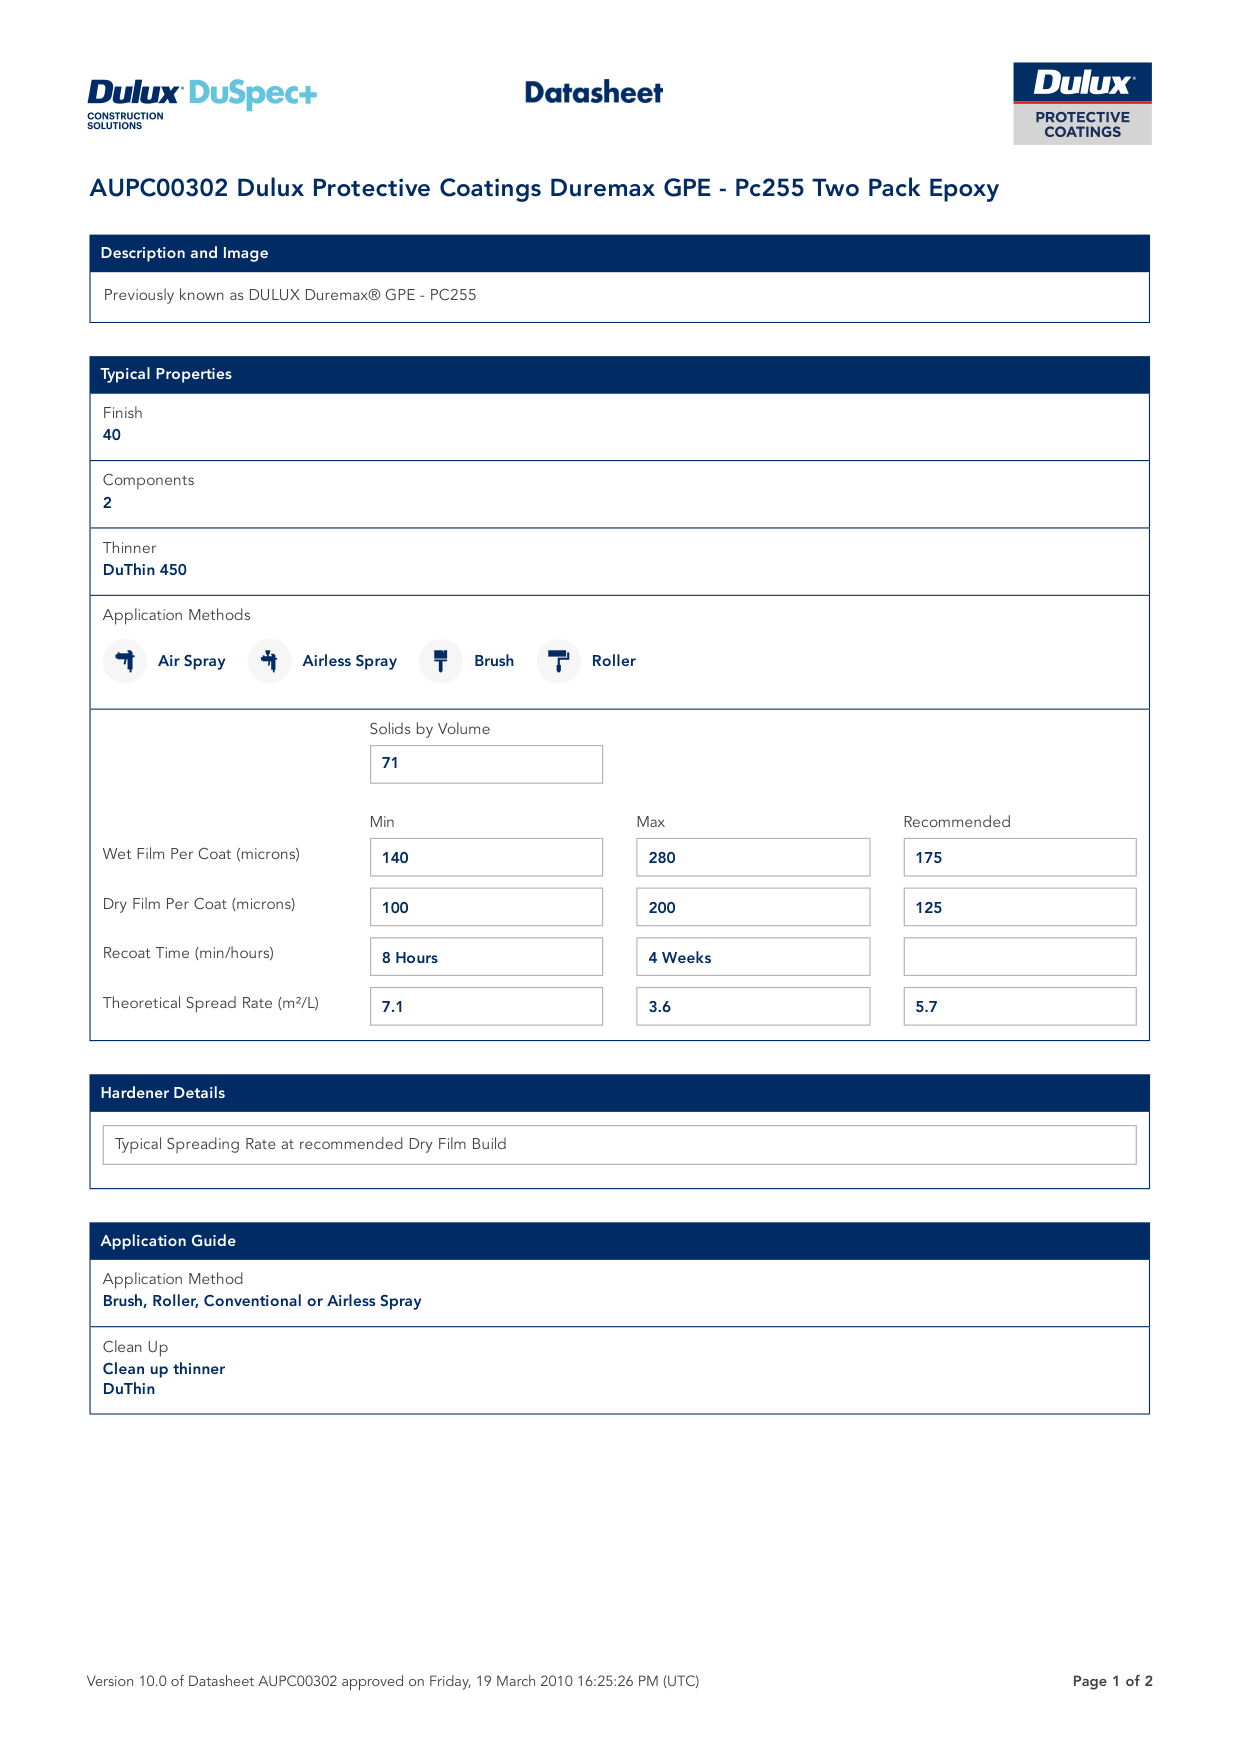 Dulux DuSpec+
CONSTRUCTION
SOLUTIONS
Datasheet
Dulux
PROTECTIVE
COATINGS
AUPC00302 Dulux Protective Coatings Duremax GPE - Pc255 Two Pack Epoxy
Description and Image
Previously known as DULUX Duremax® GPE - PC255
Typical Properties
Finish
40
Components
2
Thinner
DuThin 450
Application Methods
Air Spray Airless Spray Brush Roller
Solids by Volume
71
Min Max Recommended
Wet Film Per Coat (microns) 140 280 175
Dry Film Per Coat (microns) 100 200 125
Recoat Time (min/hours) 8 Hours 4 Weeks
Theoretical Spread Rate (m²/L) 7.1 3.6 5.7
Hardener Details
Typical Spreading Rate at recommended Dry Film Build
Application Guide
Application Method
Brush, Roller, Conventional or Airless Spray
Clean Up
Clean up thinner
DuThin
Version 10.0 of Datasheet AUPC00302 approved on Friday, 19 March 2010 16:25:26 PM (UTC) Page 1 of 2